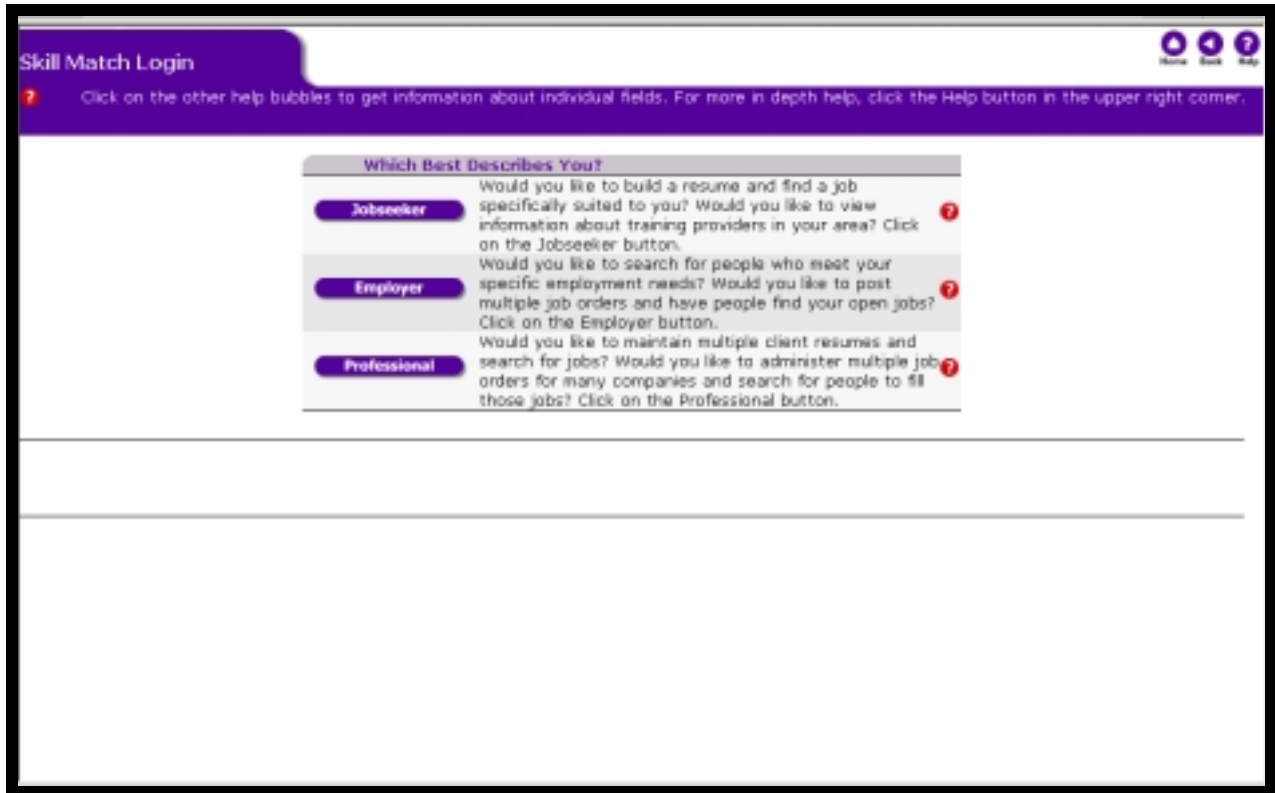 Skill Match Login
Home Back Help
? Click on the other help bubbles to get information about individual fields. For more in depth help, click the Help button in the upper right corner.
Which Best Describes You?
Jobseeker
Would you like to build a resume and find a job
specifically suited to you? Would you like to view
information about training providers in your area? Click
on the Jobseeker button.
?
Employer
Would you like to search for people who meet your
specific employment needs? Would you like to post
multiple job orders and have people find your open jobs?
Click on the Employer button.
?
Professional
Would you like to maintain multiple client resumes and
search for jobs? Would you like to administer multiple job
orders for many companies and search for people to fill
those jobs? Click on the Professional button.
?